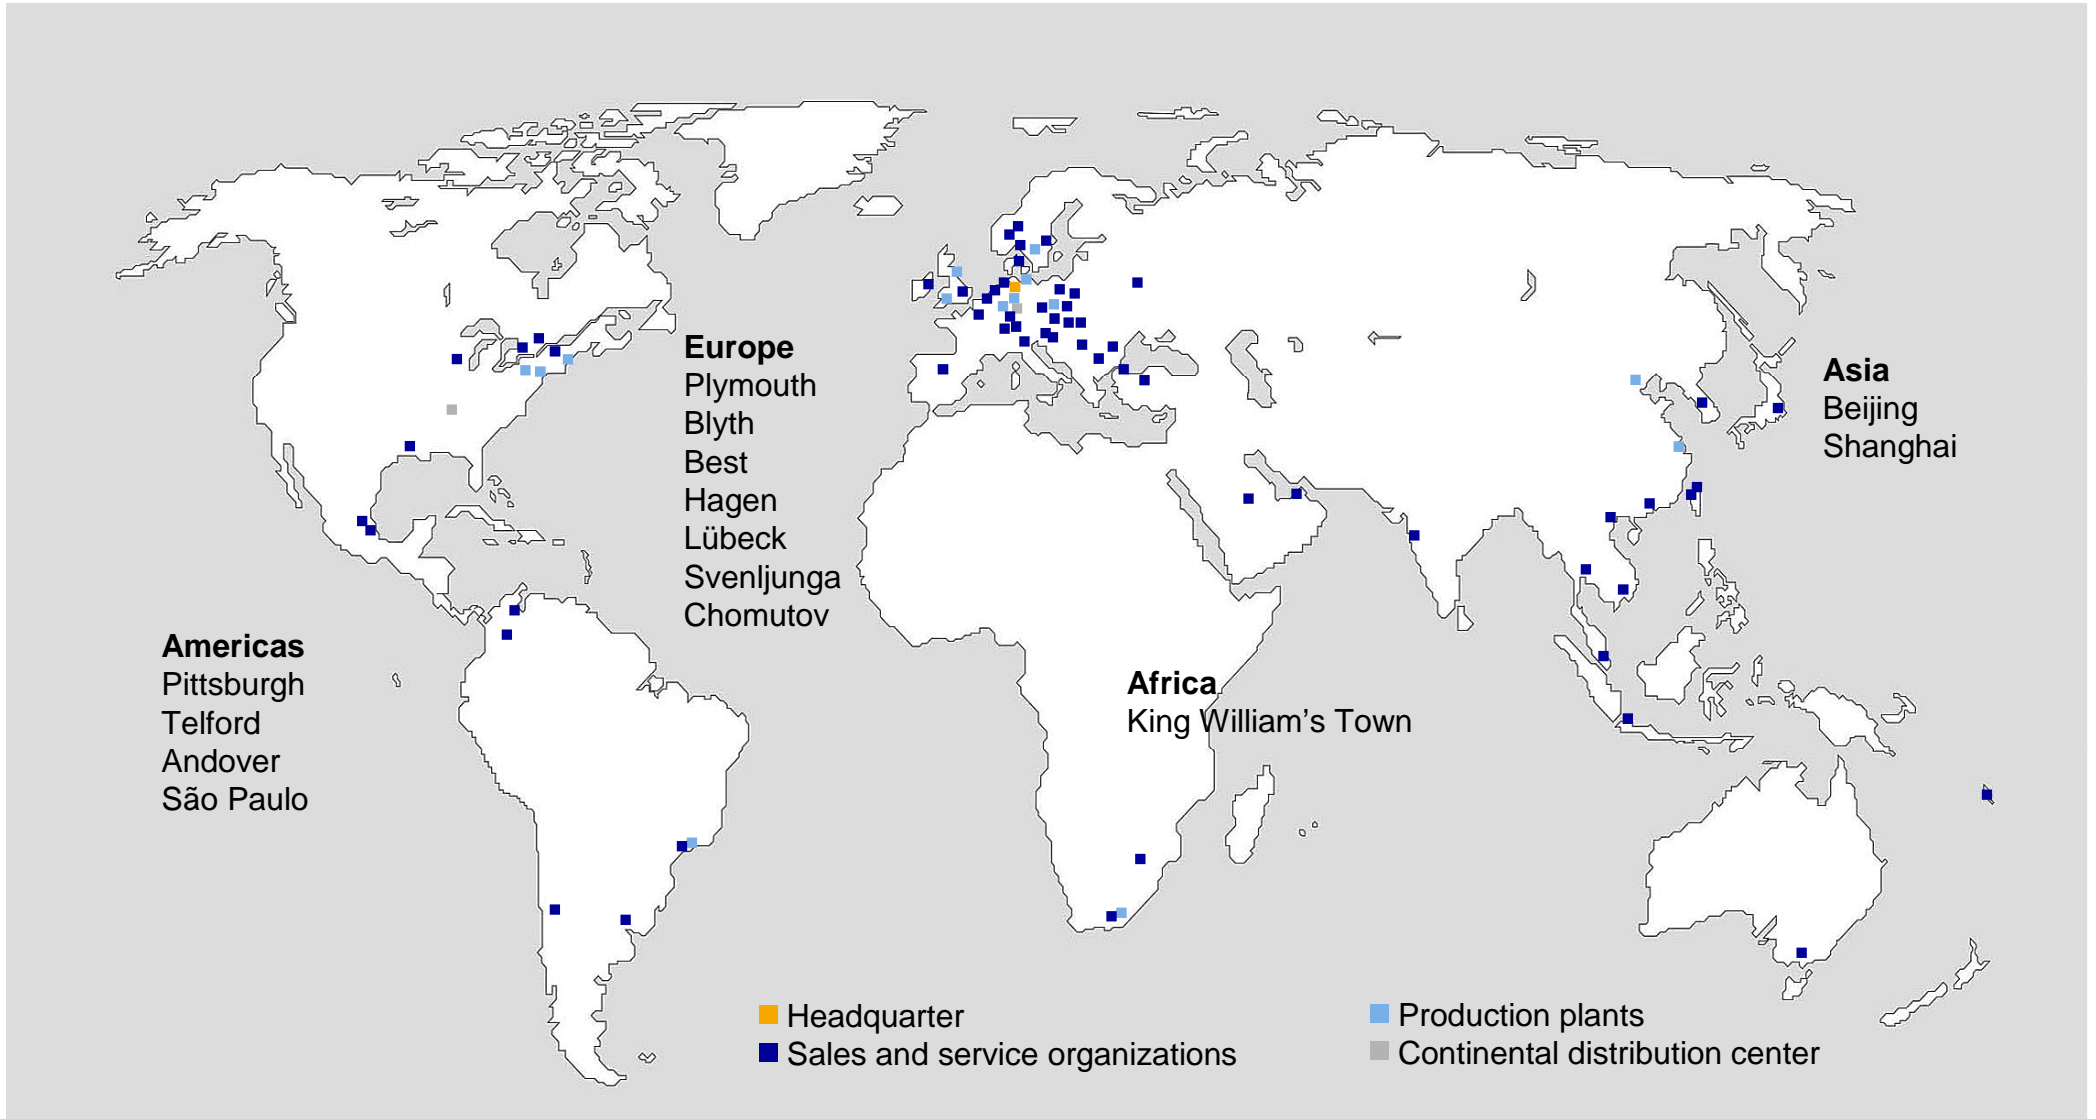 Europe
Plymouth
Blyth
Best
Hagen
Lübeck
Svenljunga
Chomutov
Asia
Beijing
Shanghai
Americas
Pittsburgh
Telford
Andover
São Paulo
Africa
King William’s Town
Headquarter
Sales and service organizations
Production plants
Continental distribution center